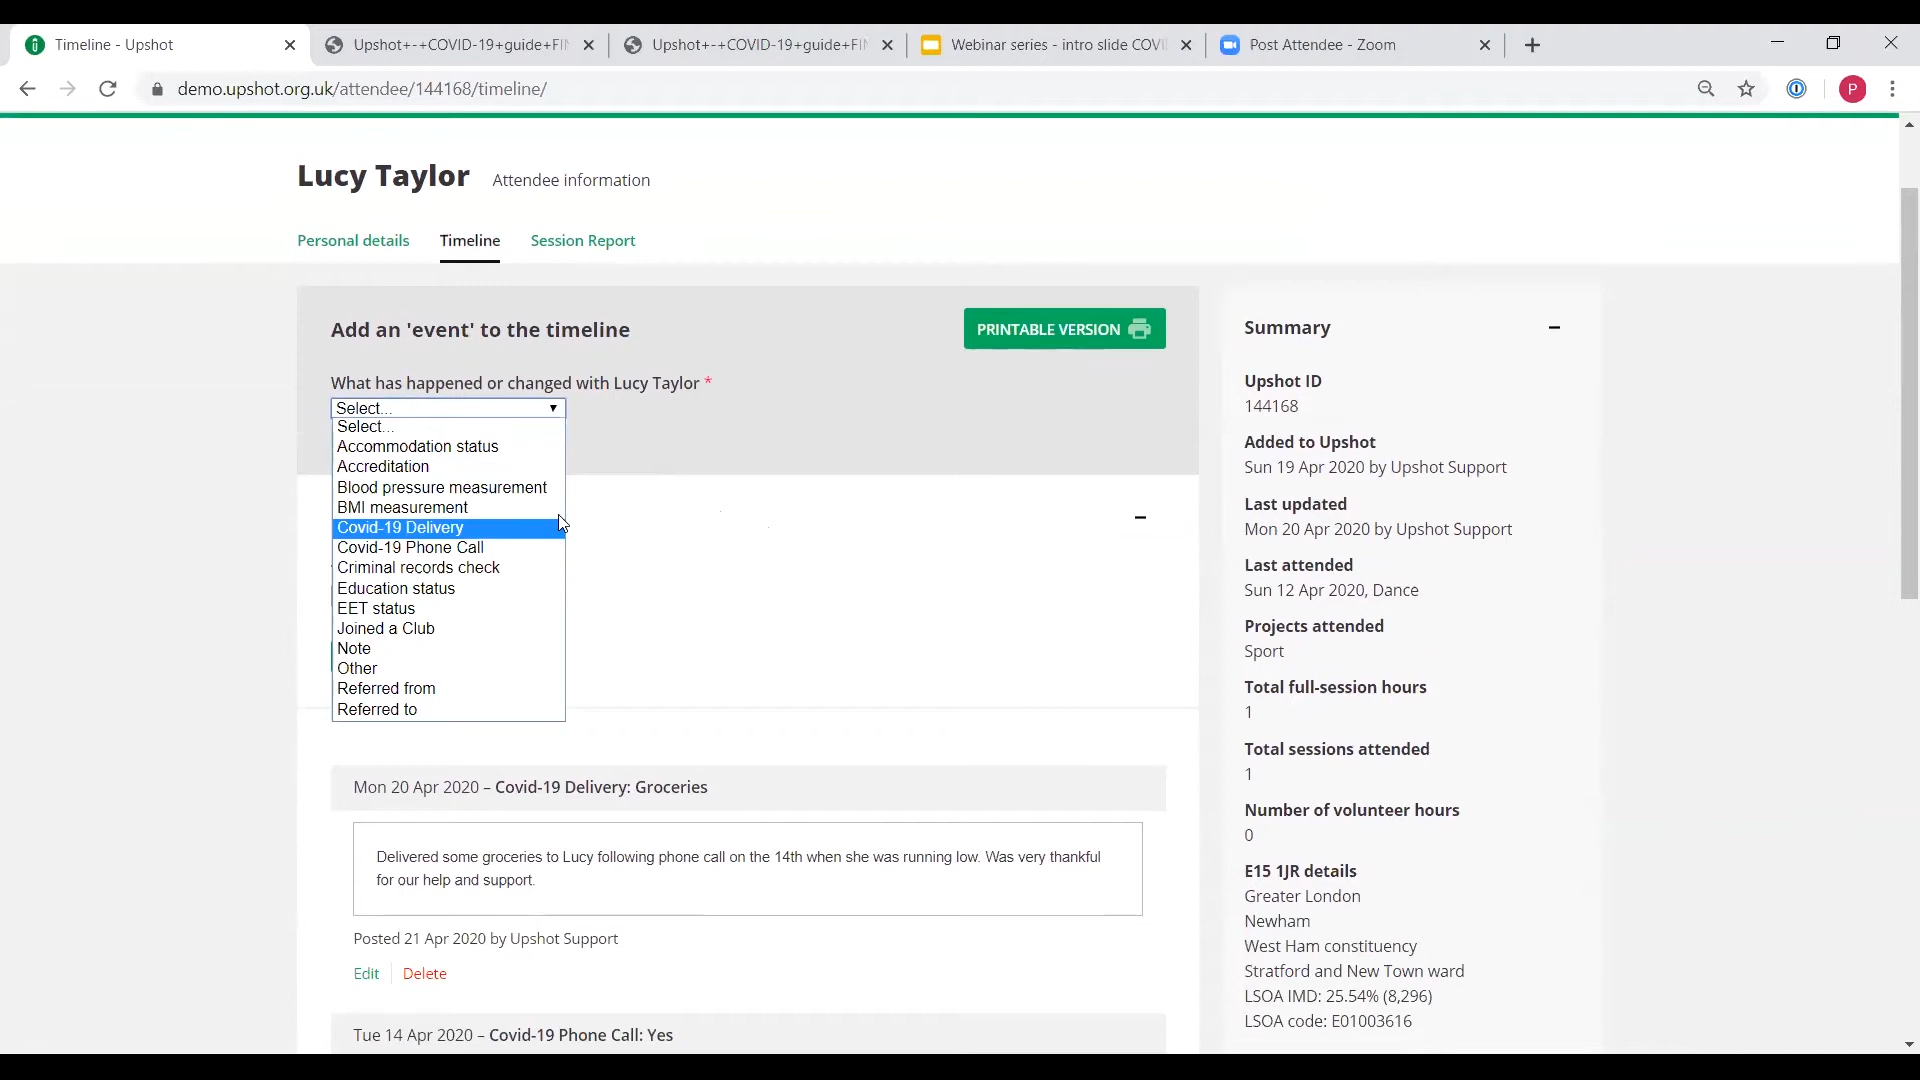 Timeline - Upshot
Upshot+-+COVID-19+guide+FI
Upshot+-+COVID-19+guide+FI
Webinar series - intro slide COVI
Post Attendee - Zoom
demo.upshot.org.uk/attendee/144168/timeline/
P
Lucy Taylor Attendee information
Personal details
Timeline
Session Report
Add an 'event' to the timeline
PRINTABLE VERSION
What has happened or changed with Lucy Taylor *
Select...
Select...
Accommodation status
Accreditation
Blood pressure measurement
BMI measurement
Covid-19 Delivery
Covid-19 Phone Call
Criminal records check
Education status
EET status
Joined a Club
Note
Other
Referred from
Referred to
Mon 20 Apr 2020 – Covid-19 Delivery: Groceries
Delivered some groceries to Lucy following phone call on the 14th when she was running low. Was very thankful
for our help and support.
Posted 21 Apr 2020 by Upshot Support
Edit
Delete
Tue 14 Apr 2020 – Covid-19 Phone Call: Yes
Summary
Upshot ID
144168
Added to Upshot
Sun 19 Apr 2020 by Upshot Support
Last updated
Mon 20 Apr 2020 by Upshot Support
Last attended
Sun 12 Apr 2020, Dance
Projects attended
Sport
Total full-session hours
1
Total sessions attended
1
Number of volunteer hours
0
E15 1JR details
Greater London
Newham
West Ham constituency
Stratford and New Town ward
LSOA IMD: 25.54% (8,296)
LSOA code: E01003616